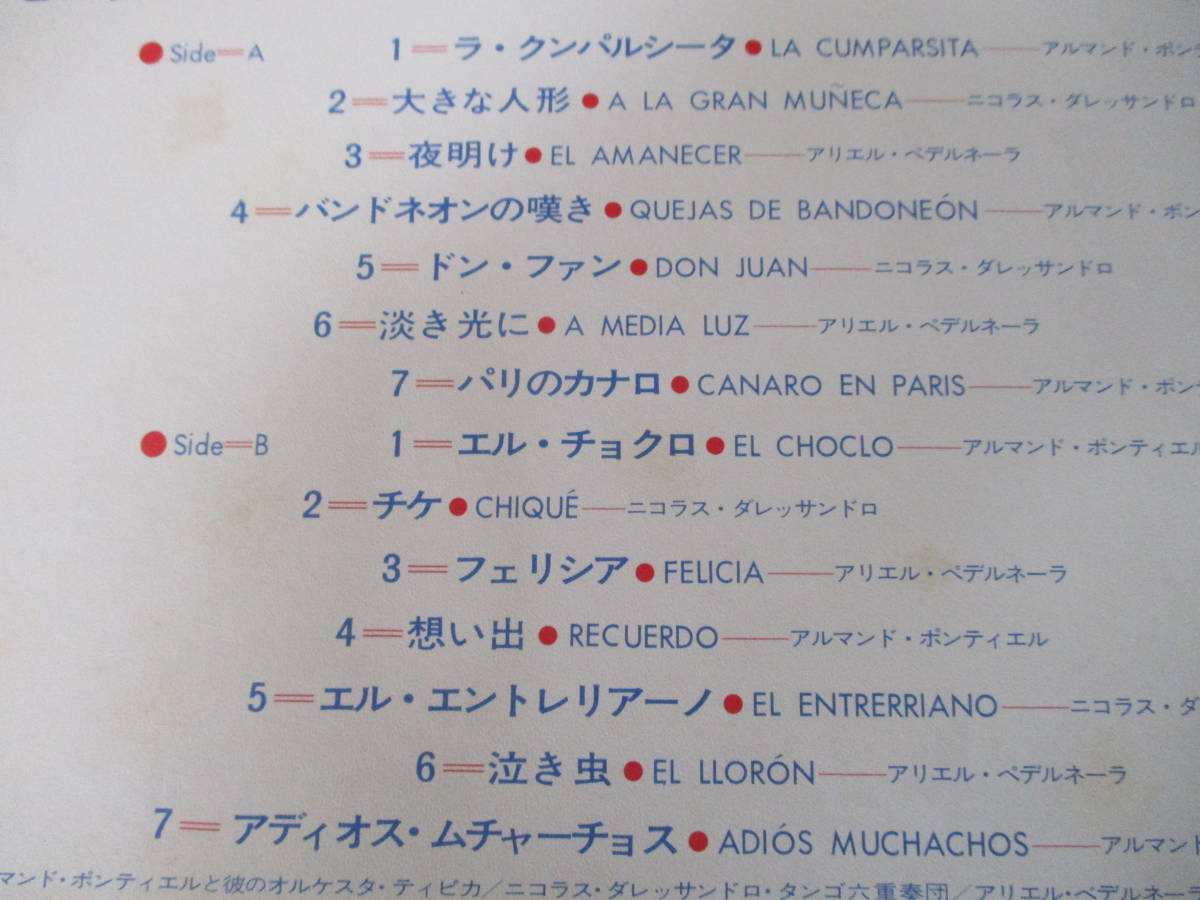 Side=A 1=ラ・クンパルシータ●LA CUMPARSITA—アルマンド・ポン
2=大きな人形●A LA GRAN MUÑECA—ニコラス・ダレッサンドロ
3=夜明け●EL AMANECER—アリエル・ペデルネーラ
4=バンドネオンの嘆き●QUEJAS DE BANDONEÓN—アルマンド・ポン
5=ドン・ファン●DON JUAN—ニコラス・ダレッサンドロ
6=淡き光に●A MEDIA LUZ—アリエル・ペデルネーラ
7=パリのカナロ●CANARO EN PARIS—アルマンド・ポン
Side=B 1=エル・チョクロ●EL CHOCLO—アルマンド・ポンティエル
2=チケ●CHIQUÉ—ニコラス・ダレッサンドロ
3=フェリシア●FELICIA—アリエル・ペデルネーラ
4=想い出●RECUERDO—アルマンド・ポンティエル
5=エル・エントレリアーノ●EL ENTRERRIANO—ニコラス・ダ
6=泣き虫●EL LLORÓN—アリエル・ペデルネーラ
7=アディオス・ムチャーチョス●ADIÓS MUCHACHOS—アルマン
マンド・ポンティエルと彼のオルケスタ・ティピカ/ニコラス・ダレッサンドロ・タンゴ六重奏団/アリエル・ペデルネーラ